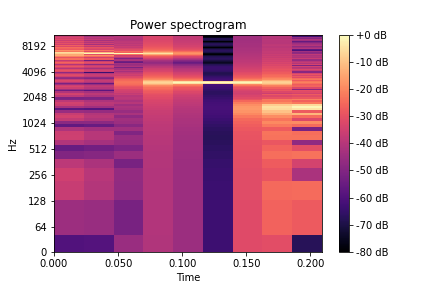 Power spectrogram
8192
4096
2048
1024
512
256
128
64
0
Hz
0.000 0.050 0.100 0.150 0.200
Time
+0 dB
-10 dB
-20 dB
-30 dB
-40 dB
-50 dB
-60 dB
-70 dB
-80 dB